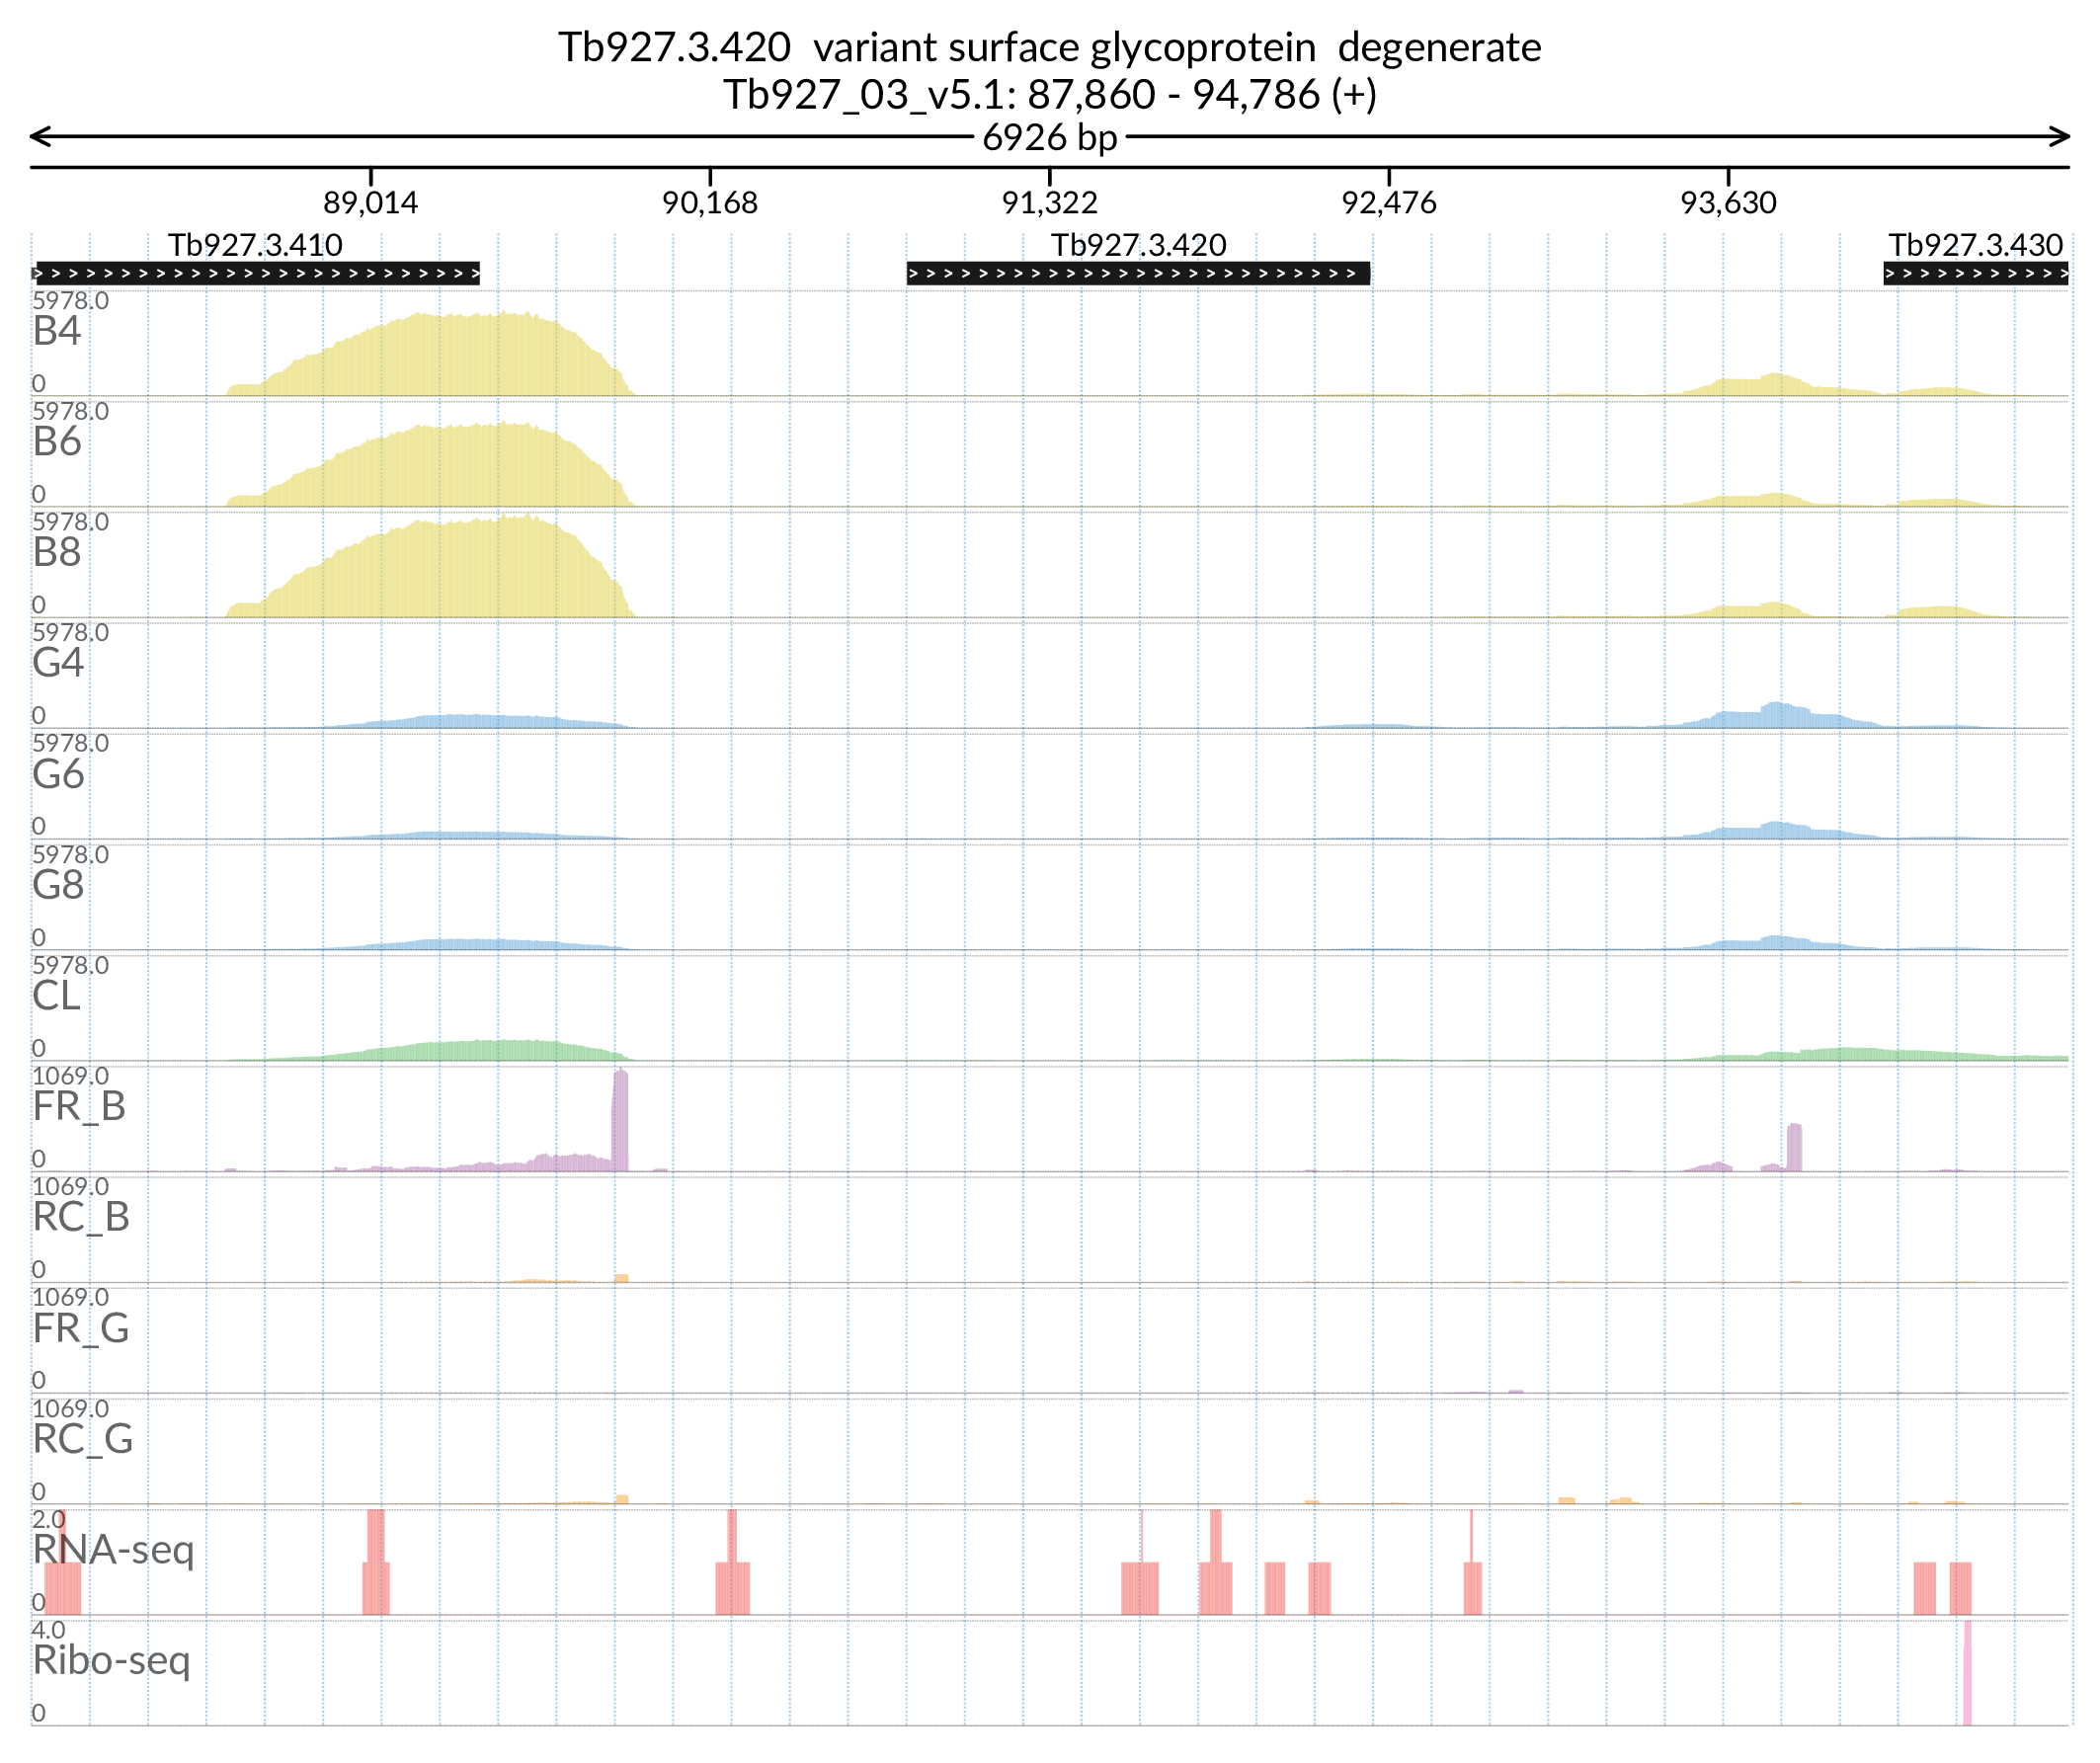 Tb927.3.420 variant surface glycoprotein degenerate
Tb927_03_v5.1: 87,860 - 94,786 (+)
6926 bp
89,014 90,168 91,322 92,476 93,630
Tb927.3.410 Tb927.3.420 Tb927.3.430
5978.0
B4
0
5978.0
B6
0
5978.0
B8
0
5978.0
G4
0
5978.0
G6
0
5978.0
G8
0
5978.0
CL
0
1069.0
FR_B
0
1069.0
RC_B
0
1069.0
FR_G
0
1069.0
RC_G
0
2.0
RNA-seq
0
4.0
Ribo-seq
0